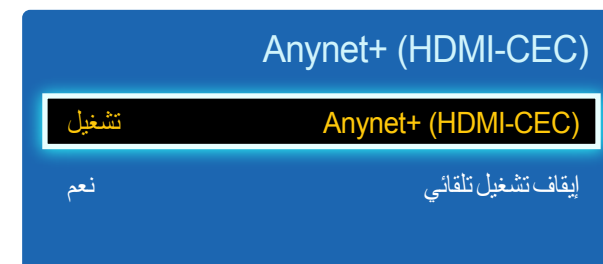 Anynet+ (HDMI-CEC)
Anynet+ (HDMI-CEC) تشغيل
إيقاف تشغيل تلقائي نعم